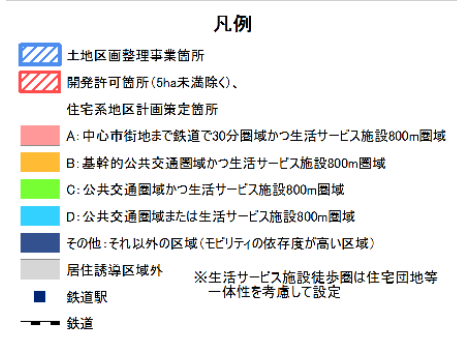 凡例
土地区画整理事業箇所
開発許可箇所(5ha未満除く)、
住宅系地区計画策定箇所
A:中心市街地まで鉄道で30分圏域かつ生活サービス施設800m圏域
B:基幹的公共交通圏域かつ生活サービス施設800m圏域
C:公共交通圏域かつ生活サービス施設800m圏域
D:公共交通圏域または生活サービス施設800m圏域
その他:それ以外の区域(モビリティの依存度が高い区域)
居住誘導区域外
※生活サービス施設徒歩圏は住宅団地等
一体性を考慮して設定
鉄道駅
鉄道